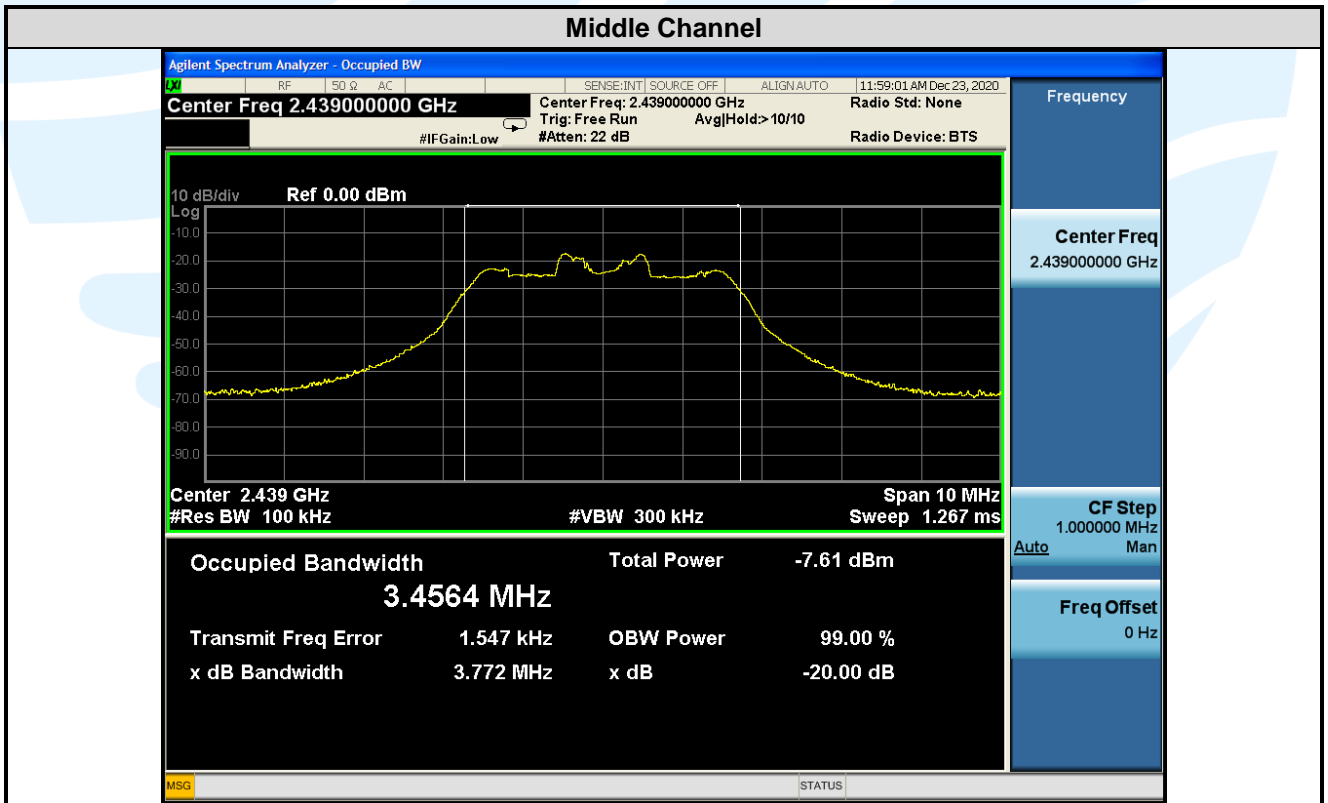 Middle Channel
Agilent Spectrum Analyzer - Occupied BW
LXI RF 50 Ω AC SENSE:INT SOURCE OFF ALIGN AUTO 11:59:01 AM Dec 23, 2020
Center Freq 2.439000000 GHz
Center Freq: 2.439000000 GHz
Radio Std: None
Trig: Free Run Avg|Hold:> 10/10
#IFGain:Low #Atten: 22 dB Radio Device: BTS
10 dB/div Ref 0.00 dBm
Log
-10.0
-20.0
-30.0
-40.0
-50.0
-60.0
-70.0
-80.0
-90.0
Center 2.439 GHz Span 10 MHz
#Res BW 100 kHz #VBW 300 kHz Sweep 1.267 ms
Occupied Bandwidth Total Power -7.61 dBm
3.4564 MHz
Transmit Freq Error 1.547 kHz OBW Power 99.00 %
x dB Bandwidth 3.772 MHz x dB -20.00 dB
Frequency
Center Freq
2.439000000 GHz
CF Step
1.000000 MHz
Auto Man
Freq Offset
0 Hz
MSG STATUS